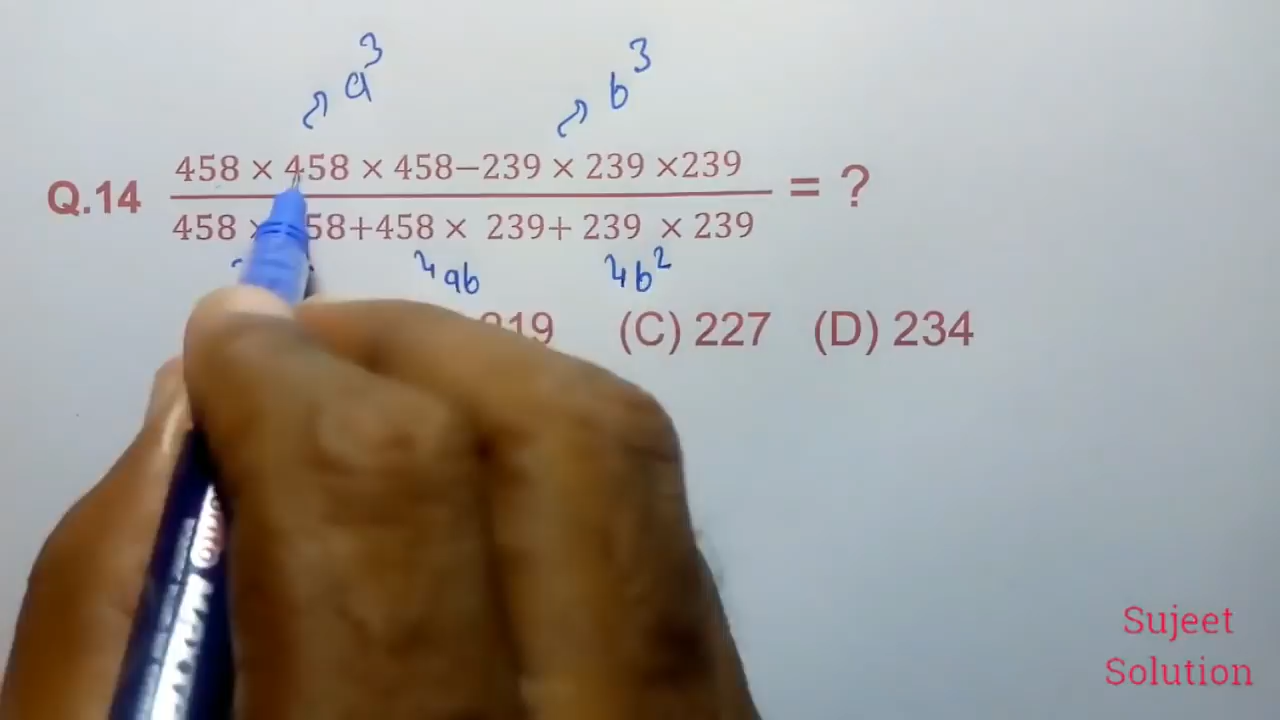 a³ b³
458 × 458 × 458−239 × 239 ×239
Q.14 = ?
458 × 58+458 × 239+ 239 × 239
ab b²
219 (C) 227 (D) 234
Sujeet
Solution